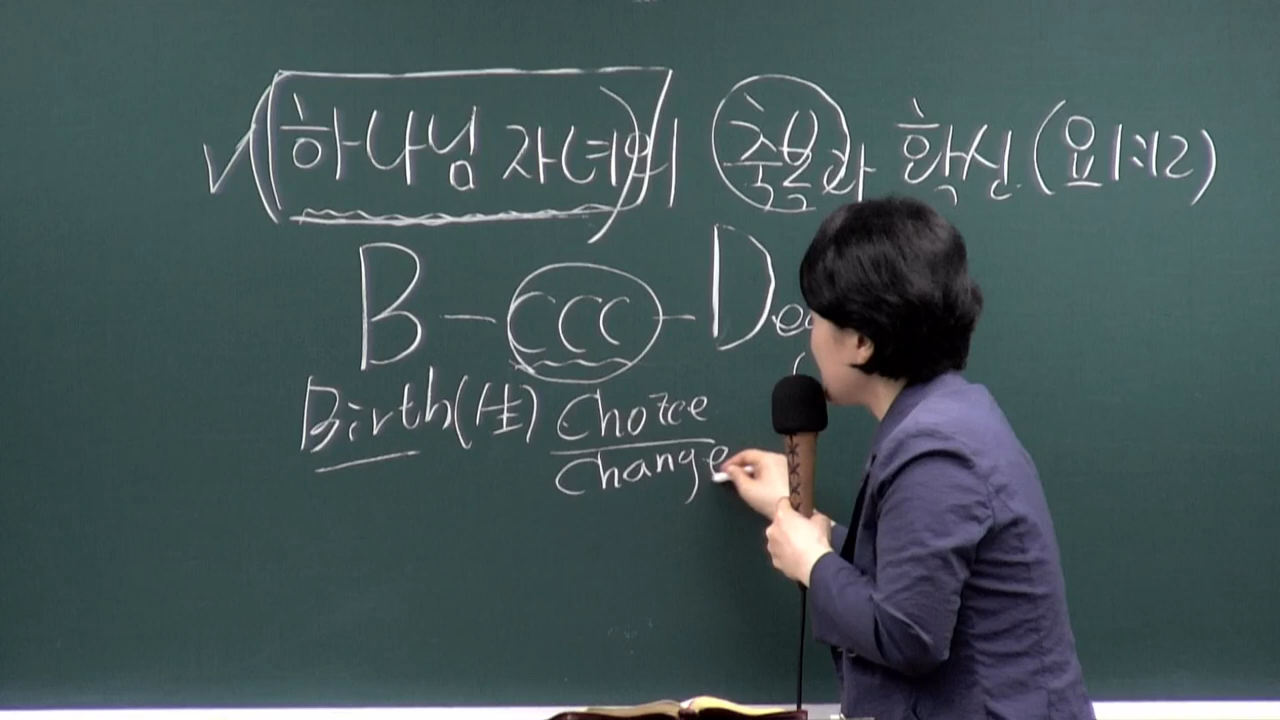 하나님 자녀의 축복과 확신 (요1:12)
B - CCC - De
Birth(生) Choice
Change